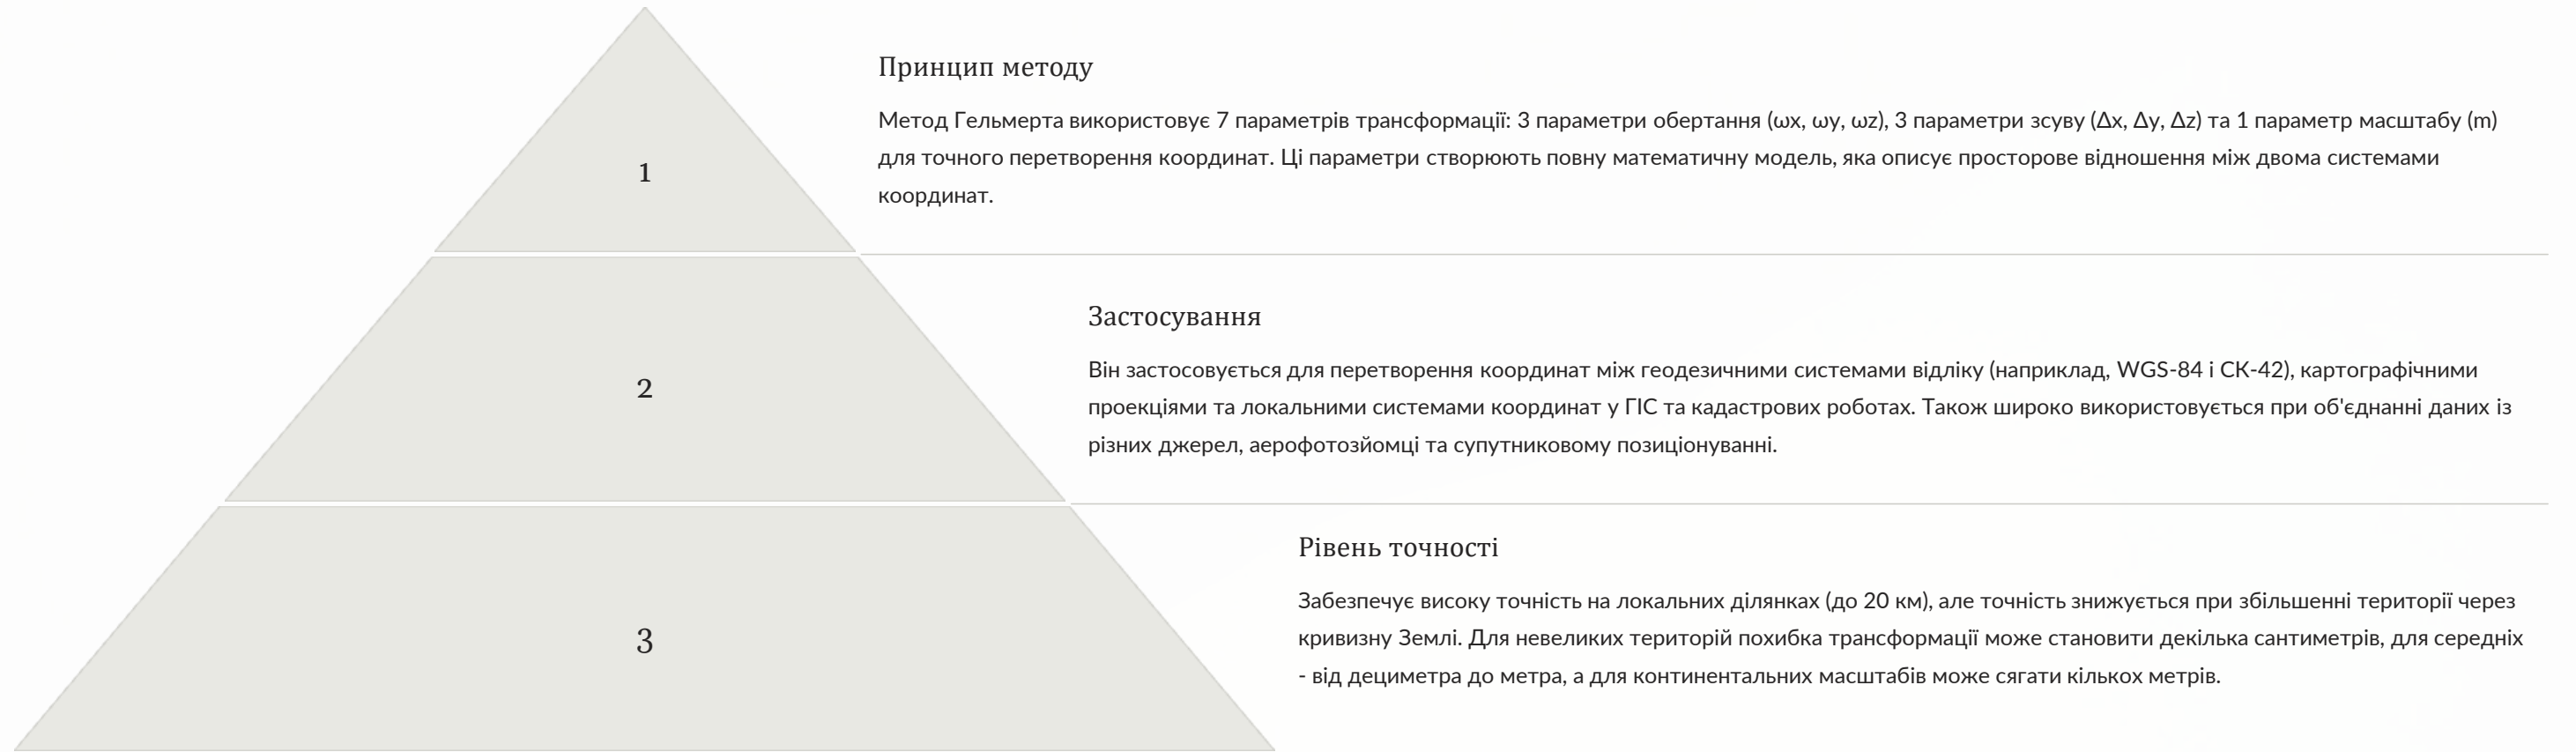 1
Принцип методу
Метод Гельмерта використовує 7 параметрів трансформації: 3 параметри обертання (ωx, ωy, ωz), 3 параметри зсуву (Δx, Δy, Δz) та 1 параметр масштабу (m)
для точного перетворення координат. Ці параметри створюють повну математичну модель, яка описує просторове відношення між двома системами
координат.
2
Застосування
Він застосовується для перетворення координат між геодезичними системами відліку (наприклад, WGS-84 і СК-42), картографічними
проекціями та локальними системами координат у ГІС та кадастрових роботах. Також широко використовується при об'єднанні даних із
різних джерел, аерофотозйомці та супутниковому позиціонуванні.
3
Рівень точності
Забезпечує високу точність на локальних ділянках (до 20 км), але точність знижується при збільшенні території через
кривизну Землі. Для невеликих територій похибка трансформації може становити декілька сантиметрів, для середніх
- від дециметра до метра, а для континентальних масштабів може сягати кількох метрів.